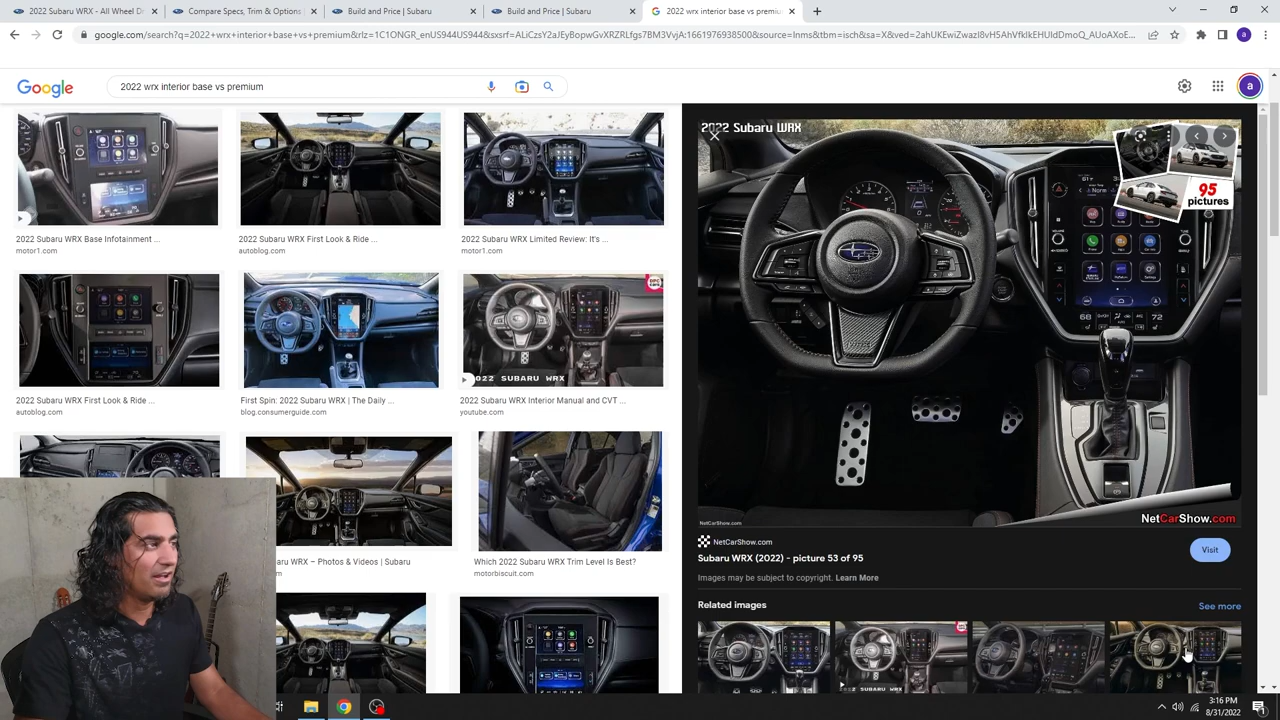 2022 Subaru WRX - All Wheel Dr
Compare Specs, Trim & Options
Build and Price | Subaru
Build and Price | Subaru
2022 wrx interior base vs premiu
Google
2022 wrx interior base vs premium
a
a
2022 Subaru WRX Base Infotainment ...
motor1.com
2022 Subaru WRX First Look & Ride ...
autoblog.com
2022 Subaru WRX Limited Review: It's ...
motor1.com
2022 Subaru WRX First Look & Ride ...
autoblog.com
First Spin: 2022 Subaru WRX | The Daily ...
blog.consumerguide.com
2022 SUBARU WRX
2022 Subaru WRX Interior Manual and CVT ...
youtube.com
aru WRX – Photos & Videos | Subaru
m
Which 2022 Subaru WRX Trim Level Is Best?
motorbiscuit.com
2022 Subaru WRX
95
pictures
68
72
NetCarShow.com
NetCarShow.com
NetCarShow.com
Visit
Subaru WRX (2022) - picture 53 of 95
Images may be subject to copyright. Learn More
Related images
See more
2022 SUBARU WRX
3:16 PM
8/31/2022